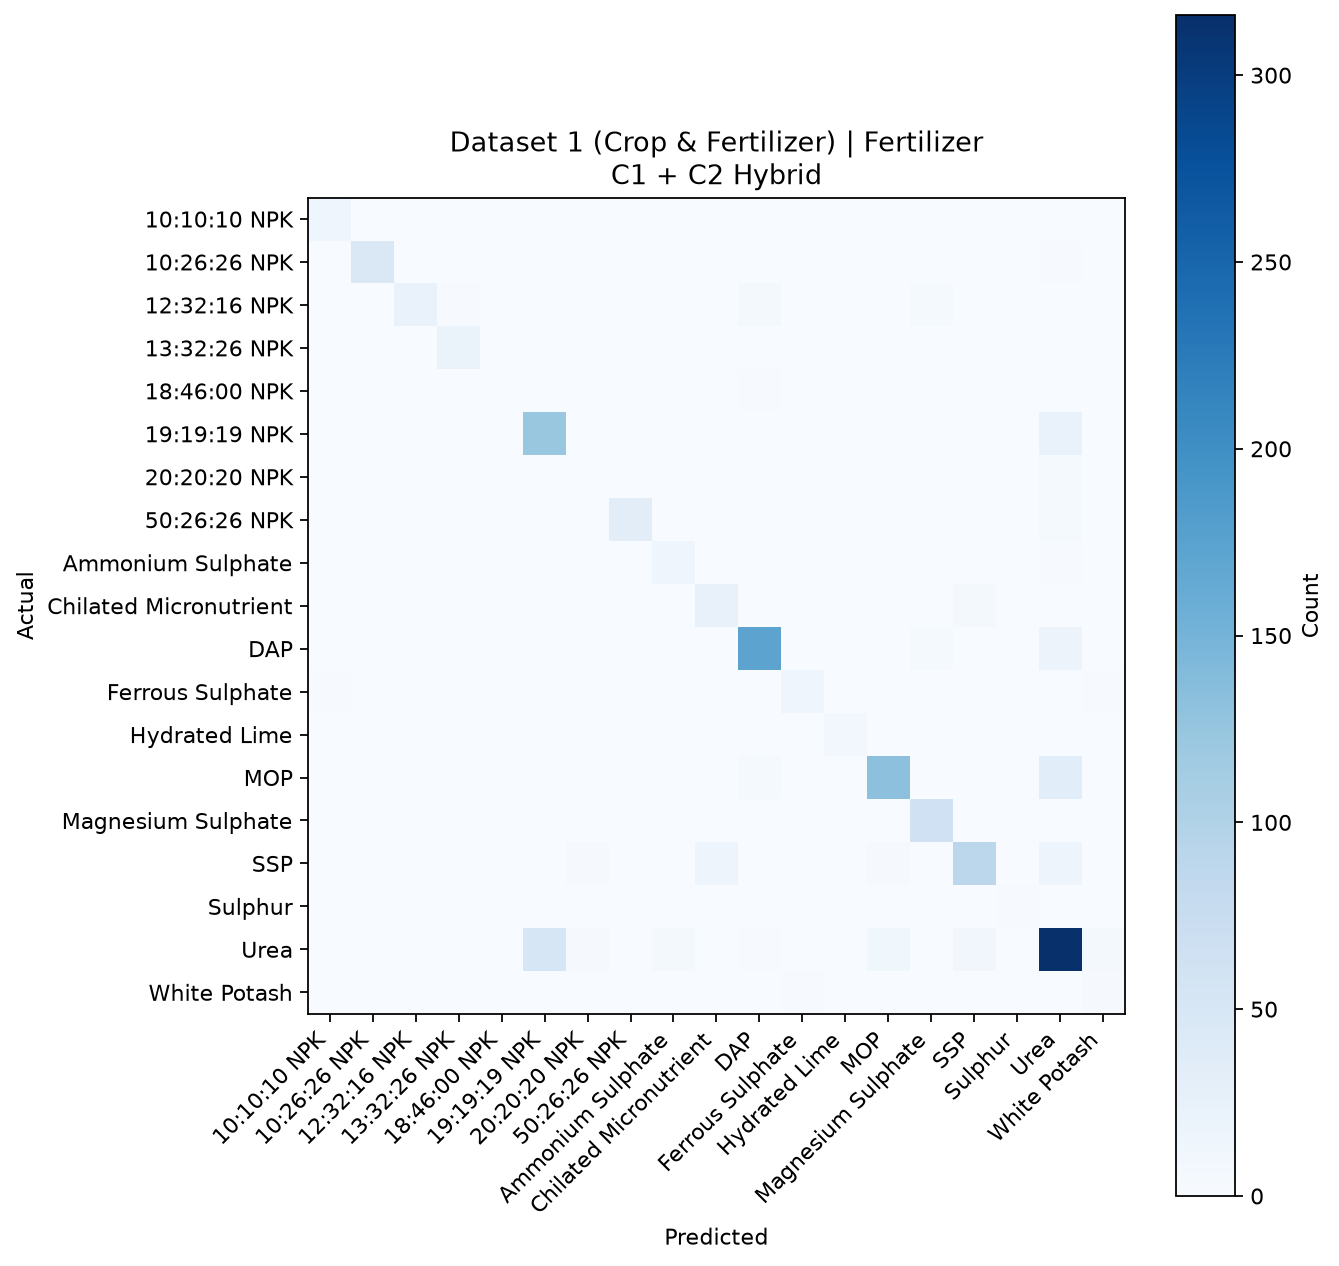 Dataset 1 (Crop & Fertilizer) | Fertilizer
C1 + C2 Hybrid
Actual
10:10:10 NPK
10:26:26 NPK
12:32:16 NPK
13:32:26 NPK
18:46:00 NPK
19:19:19 NPK
20:20:20 NPK
50:26:26 NPK
Ammonium Sulphate
Chilated Micronutrient
DAP
Ferrous Sulphate
Hydrated Lime
MOP
Magnesium Sulphate
SSP
Sulphur
Urea
White Potash
10:10:10 NPK
10:26:26 NPK
12:32:16 NPK
13:32:26 NPK
18:46:00 NPK
19:19:19 NPK
20:20:20 NPK
50:26:26 NPK
Ammonium Sulphate
Chilated Micronutrient
DAP
Ferrous Sulphate
Hydrated Lime
MOP
Magnesium Sulphate
SSP
Sulphur
Urea
White Potash
Predicted
300
250
200
150
100
50
0
Count